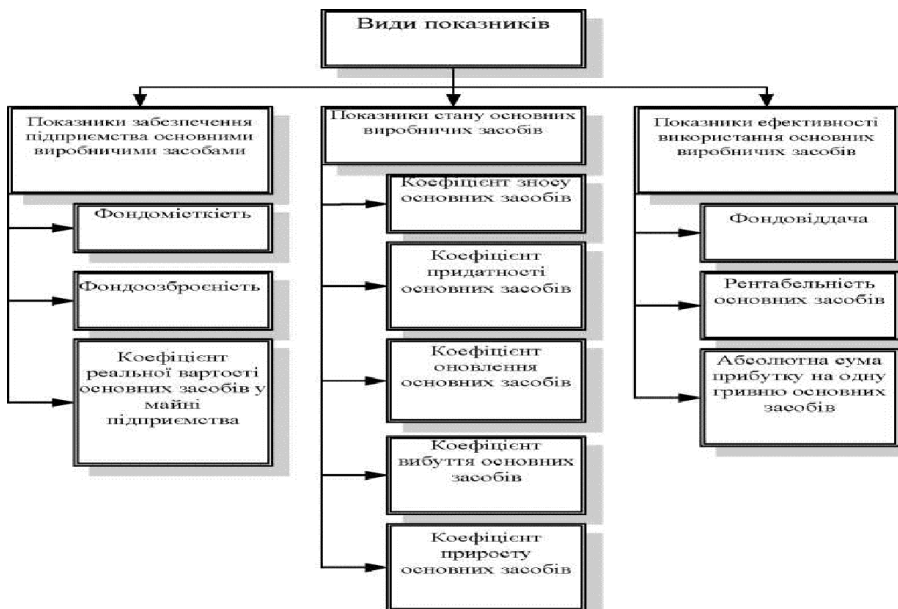 Види показників
Показники забезпечення
підприємства основними
виробничими засобами
Фондомісткість
Фондоозброєність
Коефіцієнт
реальної вартості
основних засобів у
майні
підприємства
Показники стану основних
виробничих засобів
Коефіцієнт зносу
основних засобів
Коефіцієнт
придатності
основних засобів
Коефіцієнт
оновлення
основних засобів
Коефіцієнт
вибуття основних
засобів
Коефіцієнт
приросту
основних засобів
Показники ефективності
використання основних
виробничих засобів
Фондовіддача
Рентабельність
основних засобів
Абсолютна сума
прибутку на одну
гривню основних
засобів